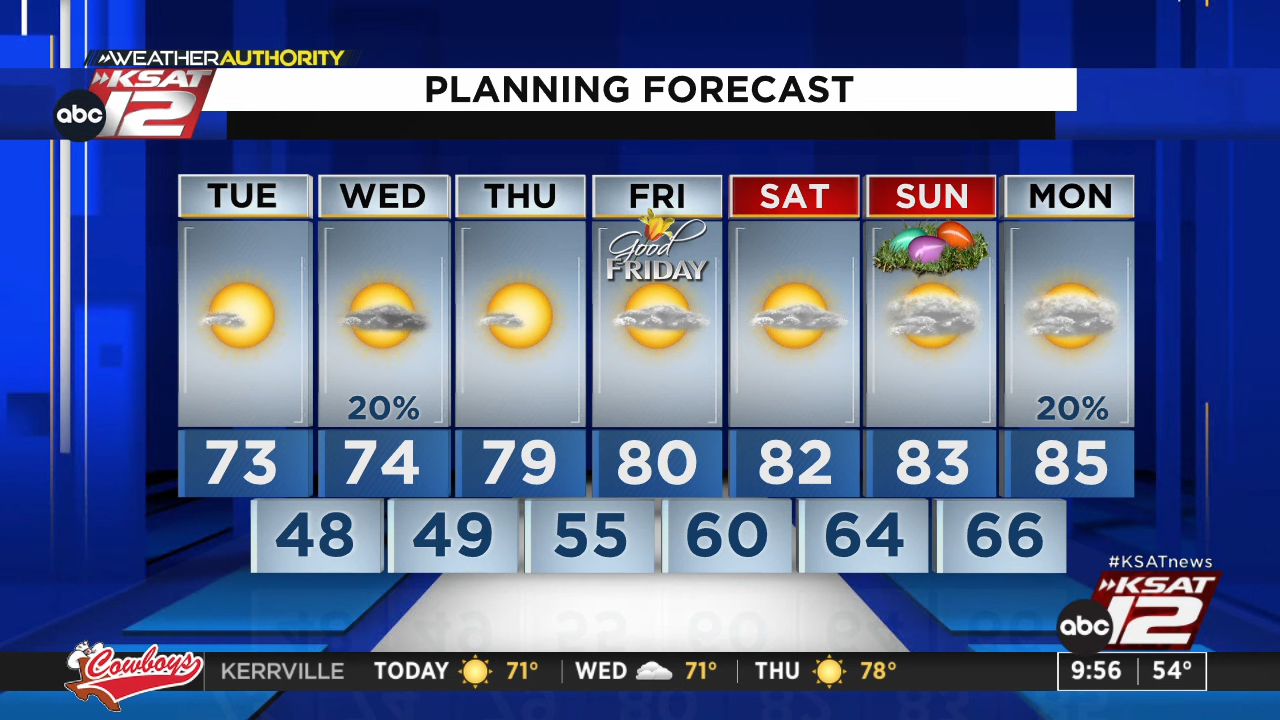 WEATHER AUTHORITY
KSAT
abc 12
PLANNING FORECAST
TUE WED THU FRI SAT SUN MON
Good
FRIDAY
20% 20%
73 74 79 80 82 83 85
48 49 55 60 64 66
#KSATnews
KSAT
abc 12
Cowboys KERRVILLE TODAY 71° WED 71° THU 78° 9:56 54°